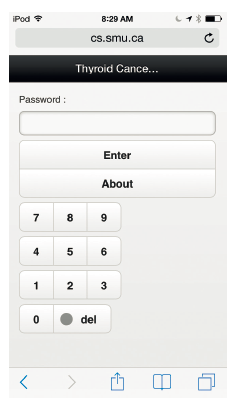 iPod 8:29 AM
cs.smu.ca
Thyroid Cance...
Password :
Enter
About
7 8 9
4 5 6
1 2 3
0 del